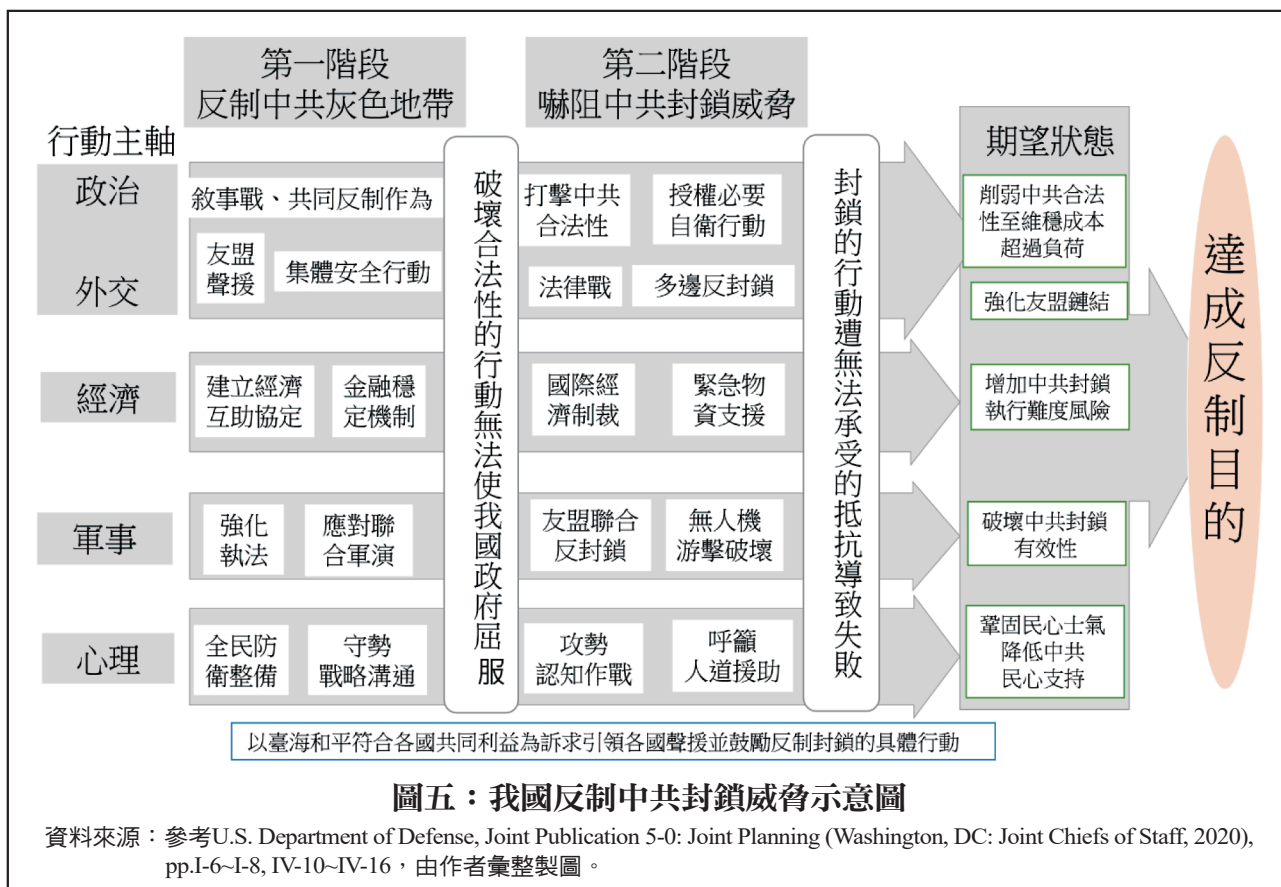 第一階段
反制中共灰色地帶
第二階段
嚇阻中共封鎖威脅
行動主軸
期望狀態
政治
外交
敘事戰、共同反制作為
友盟
聲援
集體安全行動
破壞合法性的行動無法使我國政府屈服
打擊中共
合法性
授權必要
自衛行動
法律戰
多邊反封鎖
封鎖的行動遭無法承受的抵抗導致失敗
削弱中共合法
性至維穩成本
超過負荷
強化友盟鏈結
經濟
建立經濟
互助協定
金融穩
定機制
國際經
濟制裁
緊急物
資支援
增加中共封鎖
執行難度風險
軍事
強化
執法
應對聯
合軍演
友盟聯合
反封鎖
無人機
游擊破壞
破壞中共封鎖
有效性
心理
全民防
衛整備
守勢
戰略溝通
攻勢
認知作戰
呼籲
人道援助
鞏固民心士氣
降低中共
民心支持
達成反制目的
以臺海和平符合各國共同利益為訴求引領各國聲援並鼓勵反制封鎖的具體行動
圖五：我國反制中共封鎖威脅示意圖
資料來源：參考U.S. Department of Defense, Joint Publication 5-0: Joint Planning (Washington, DC: Joint Chiefs of Staff, 2020),
pp.I-6~I-8, IV-10~IV-16，由作者彙整製圖。